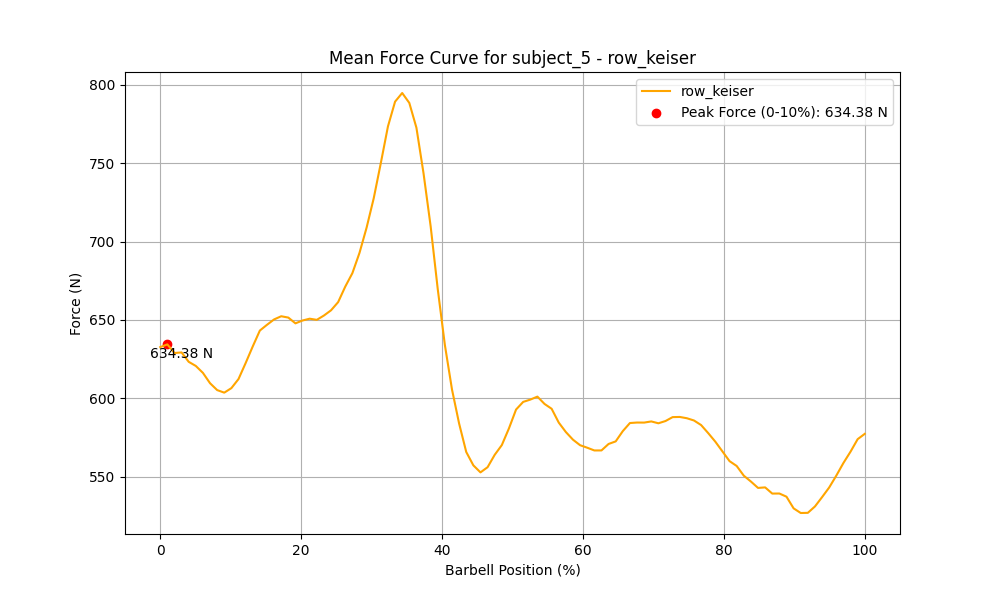 Mean Force Curve for subject_5 - row_keiser
row_keiser
Peak Force (0-10%): 634.38 N
800
750
700
650
600
550
Force (N)
634.38 N
0 20 40 60 80 100
Barbell Position (%)